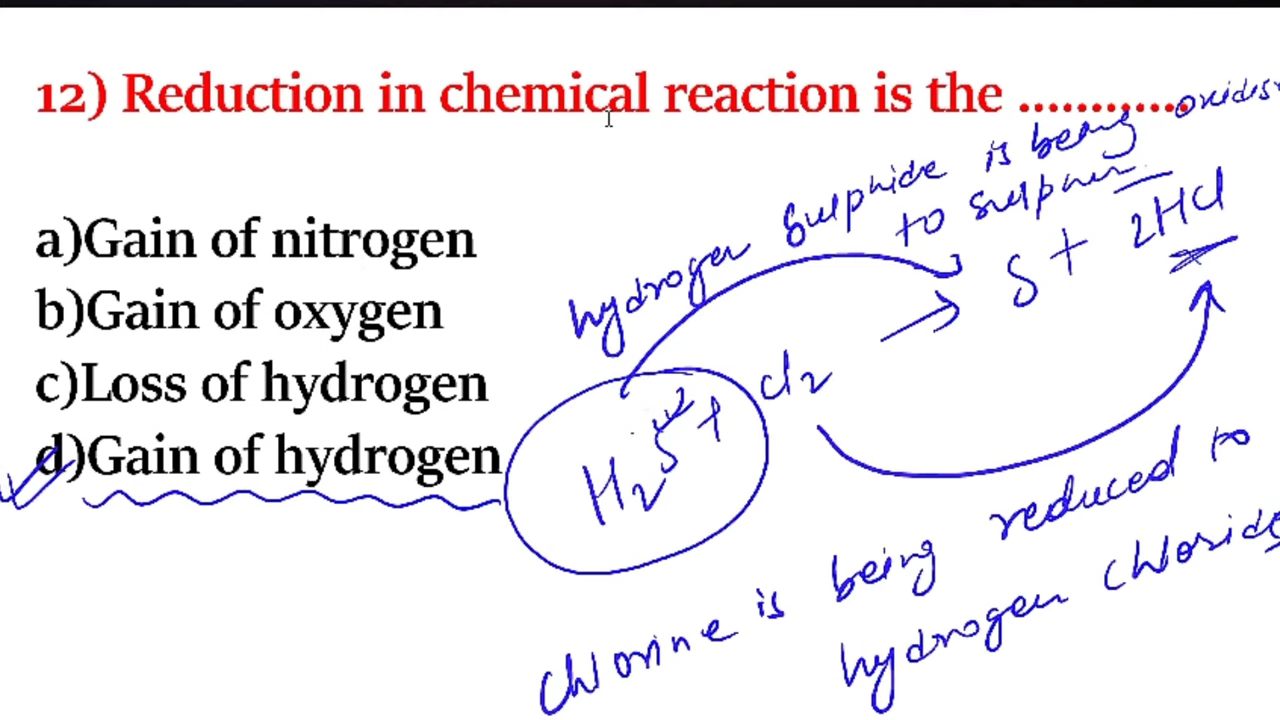 12) Reduction in chemical reaction is the ............
a)Gain of nitrogen
b)Gain of oxygen
c)Loss of hydrogen
d)Gain of hydrogen
hydrogen sulphide is being
to sulphur
H₂S + Cl₂ → S + 2HCl
Chlorine is being reduced to
hydrogen chloride